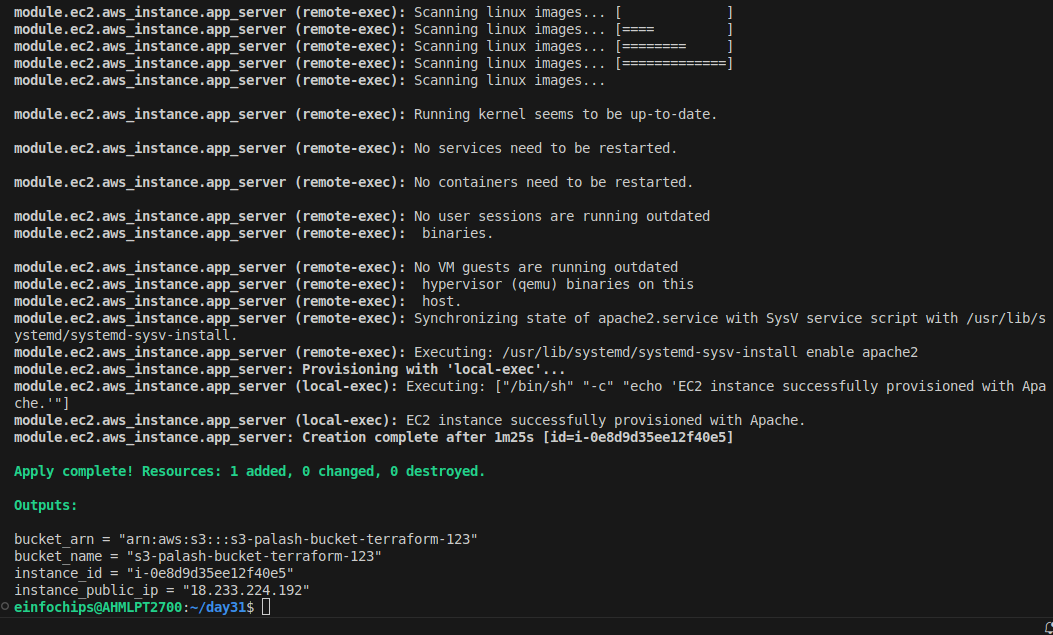 module.ec2.aws_instance.app_server (remote-exec): Scanning linux images... [             ]
module.ec2.aws_instance.app_server (remote-exec): Scanning linux images... [====         ]
module.ec2.aws_instance.app_server (remote-exec): Scanning linux images... [========     ]
module.ec2.aws_instance.app_server (remote-exec): Scanning linux images... [=============]
module.ec2.aws_instance.app_server (remote-exec): Scanning linux images...
module.ec2.aws_instance.app_server (remote-exec): Running kernel seems to be up-to-date.
module.ec2.aws_instance.app_server (remote-exec): No services need to be restarted.
module.ec2.aws_instance.app_server (remote-exec): No containers need to be restarted.
module.ec2.aws_instance.app_server (remote-exec): No user sessions are running outdated
module.ec2.aws_instance.app_server (remote-exec):  binaries.
module.ec2.aws_instance.app_server (remote-exec): No VM guests are running outdated
module.ec2.aws_instance.app_server (remote-exec):  hypervisor (qemu) binaries on this
module.ec2.aws_instance.app_server (remote-exec):  host.
module.ec2.aws_instance.app_server (remote-exec): Synchronizing state of apache2.service with SysV service script with /usr/lib/s
ystemd/systemd-sysv-install.
module.ec2.aws_instance.app_server (remote-exec): Executing: /usr/lib/systemd/systemd-sysv-install enable apache2
module.ec2.aws_instance.app_server: Provisioning with 'local-exec'...
module.ec2.aws_instance.app_server (local-exec): Executing: ["/bin/sh" "-c" "echo 'EC2 instance successfully provisioned with Apa
che.'"]
module.ec2.aws_instance.app_server (local-exec): EC2 instance successfully provisioned with Apache.
module.ec2.aws_instance.app_server: Creation complete after 1m25s [id=i-0e8d9d35ee12f40e5]
Apply complete! Resources: 1 added, 0 changed, 0 destroyed.
Outputs:
bucket_arn = "arn:aws:s3:::s3-palash-bucket-terraform-123"
bucket_name = "s3-palash-bucket-terraform-123"
instance_id = "i-0e8d9d35ee12f40e5"
instance_public_ip = "18.233.224.192"
einfochips@AHMLPT2700:~/day31$